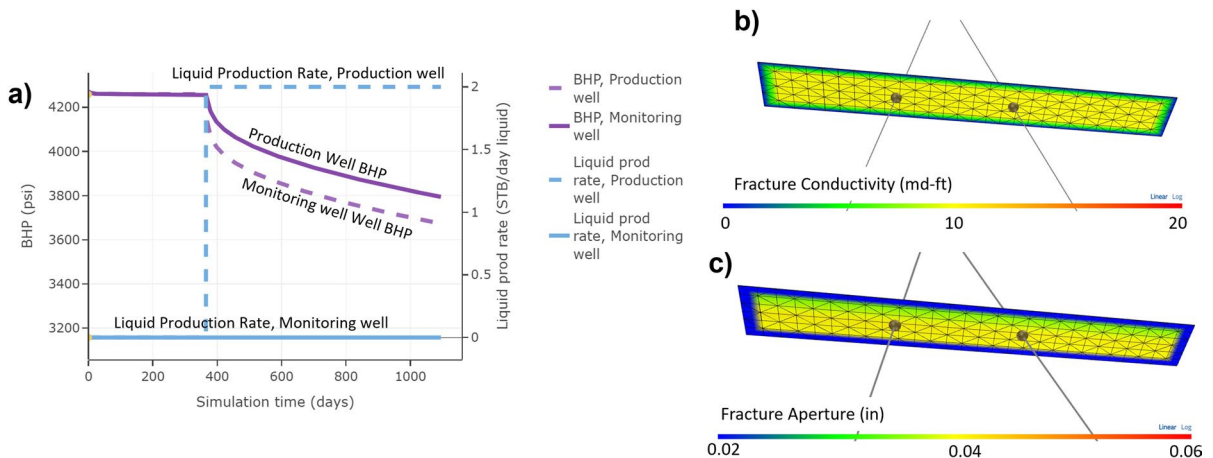 a)
Liquid Production Rate, Production well
4200
4000
3800
3600
3400
3200
BHP (psi)
Production Well BHP
Monitoring well Well BHP
Liquid Production Rate, Monitoring well
0
200
400
600
800
1000
Simulation time (days)
2
1.5
1
0.5
0
Liquid prod rate (STB/day liquid)
BHP, Production
well
BHP, Monitoring
well
Liquid prod
rate, Production
well
Liquid prod
rate, Monitoring
well
b)
Fracture Conductivity (md-ft)
Linear Log
0
10
20
c)
Fracture Aperture (in)
Linear Log
0.02
0.04
0.06